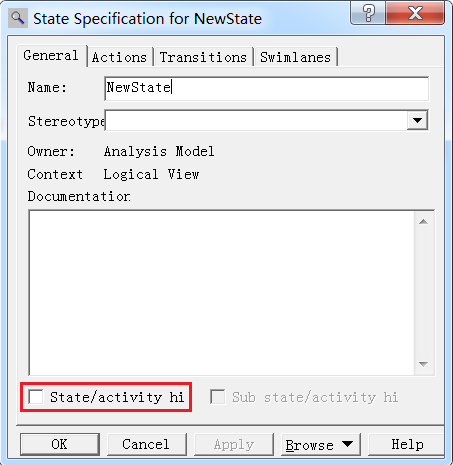 State Specification for NewState
General Actions Transitions Swimlanes
Name: NewState
Stereotype
Owner: Analysis Model
Context Logical View
Documentation
State/activity hi Sub state/activity hi
OK Cancel Apply Browse Help